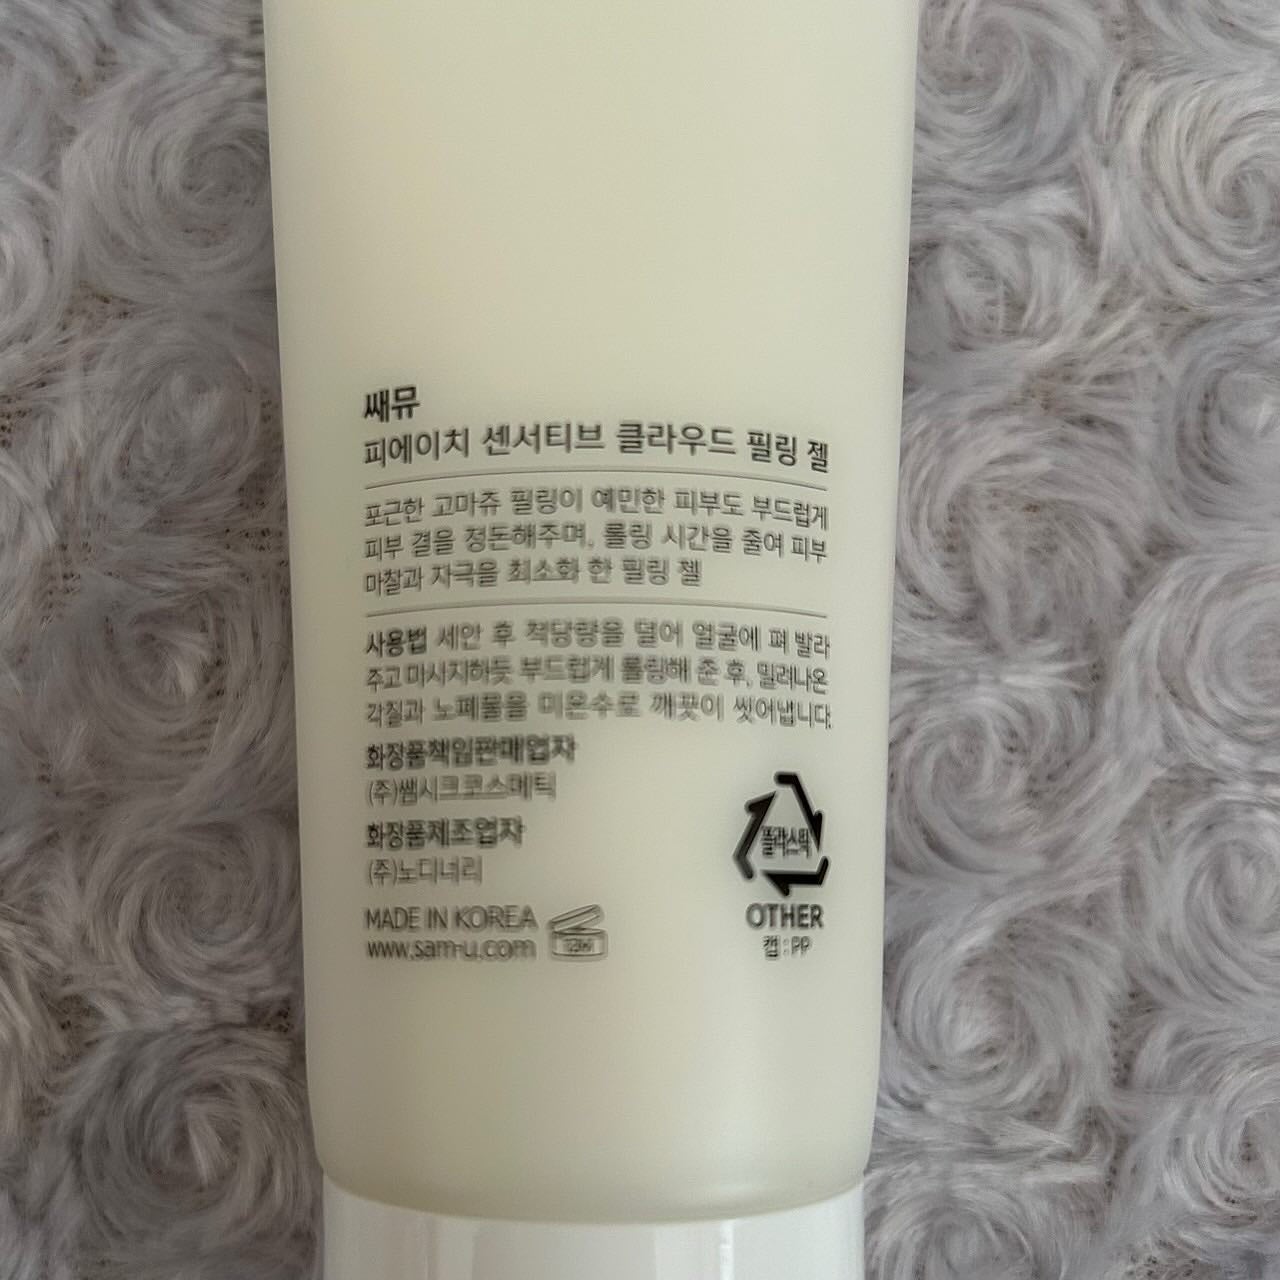 쌔뮤
피에이치 센서티브 클라우드 필링 젤
포근한 고마쥬 필링이 예민한 피부도 부드럽게
피부 결을 정돈해주며, 롤링 시간을 줄여 피부
마찰과 자극을 최소화 한 필링 젤
사용법 세안 후 적당량을 덜어 얼굴에 펴 발라
주고 마사지하듯 부드럽게 롤링해 준 후, 밀려나온
각질과 노폐물을 미온수로 깨끗이 씻어냅니다.
화장품책임판매업자
(주)쌤시크코스메틱
화장품제조업자
(주)노디너리
MADE IN KOREA
www.sam-u.com
12M
플라스틱
OTHER
캡 : PP